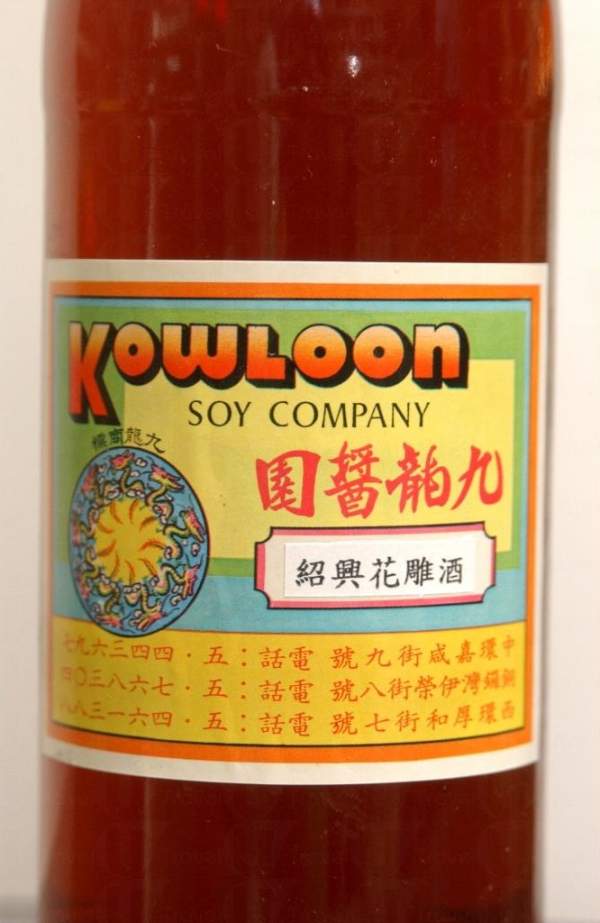 KOWLOON
SOY COMPANY
九龍商標
九龍醬園
紹興花雕酒
中環嘉咸街九號 電話：五·四四三六九七
銅鑼灣伊榮街八號 電話：五·七六八三〇四
西環厚和街七號 電話：五·四六一三八八